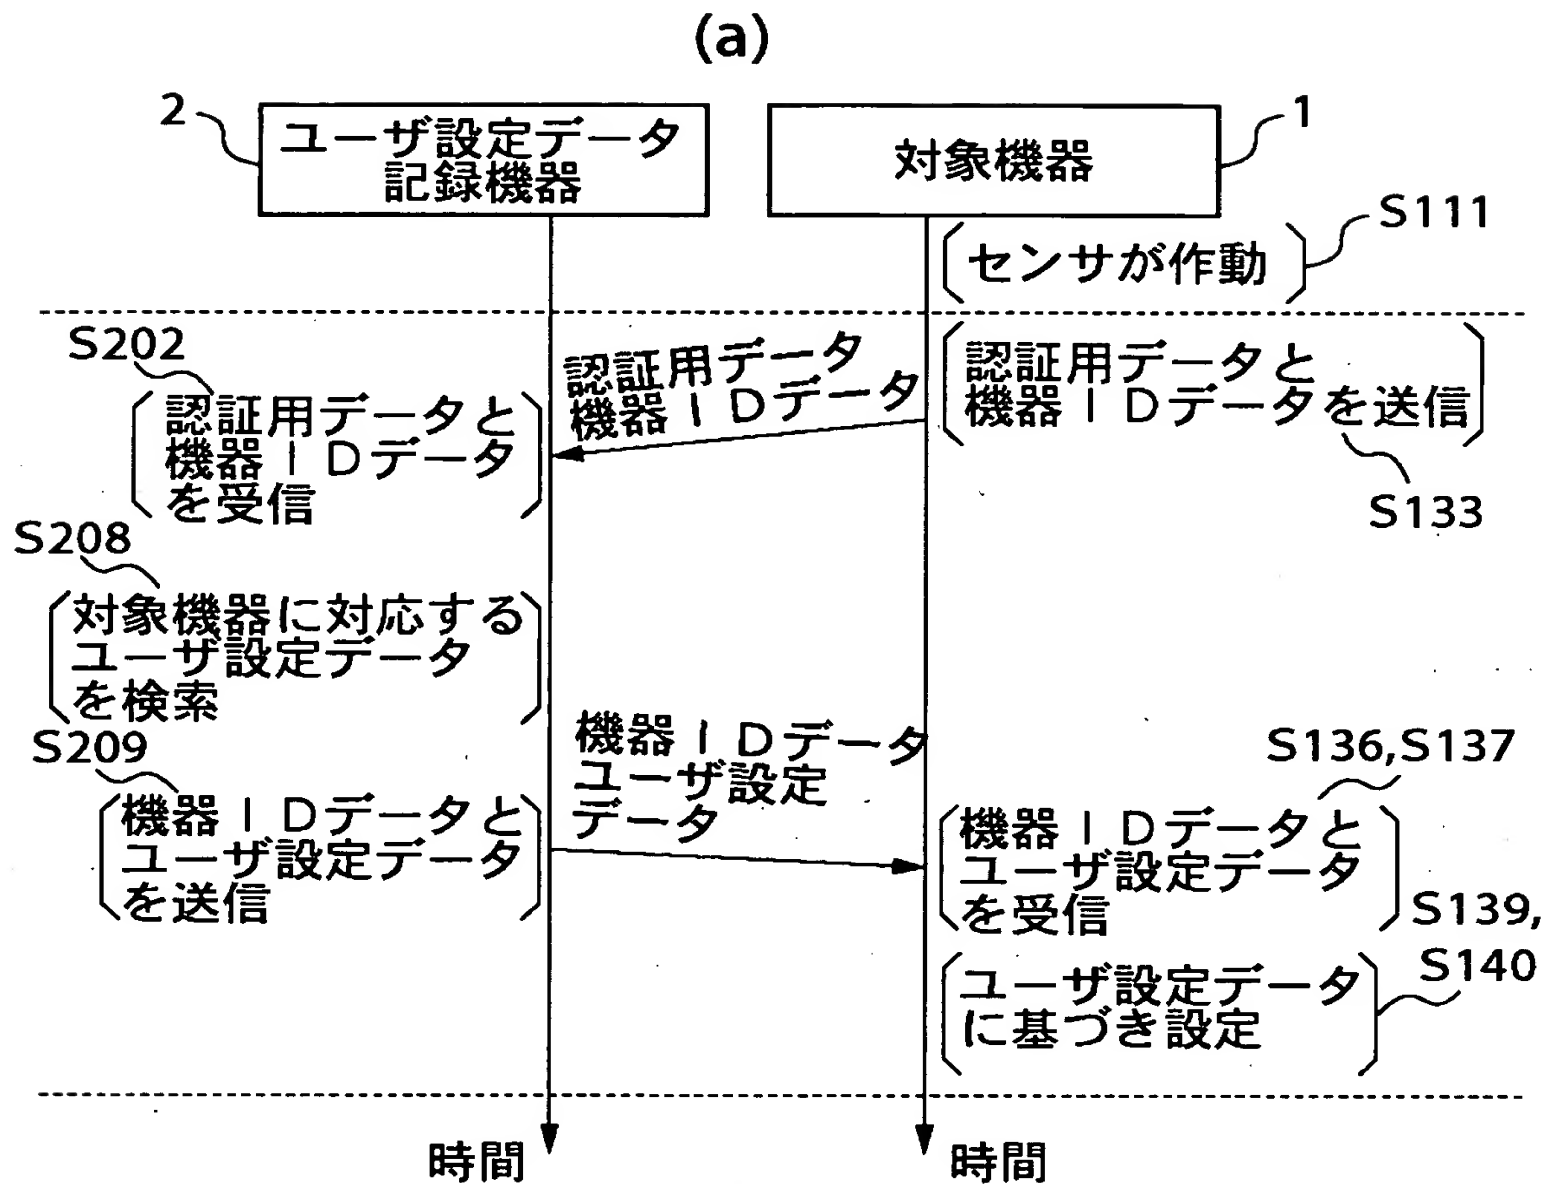 (a)
2
ユーザ設定データ
記録機器
対象機器
1
S111
センサが作動
S202
認証用データと
機器IDデータ
を受信
認証用データ
機器IDデータ
認証用データと
機器IDデータを送信
S133
S208
対象機器に対応する
ユーザ設定データ
を検索
S209
機器IDデータと
ユーザ設定データ
を送信
機器IDデータ
ユーザ設定
データ
S136,S137
機器IDデータと
ユーザ設定データ
を受信
S139,
S140
ユーザ設定データ
に基づき設定
時間
時間